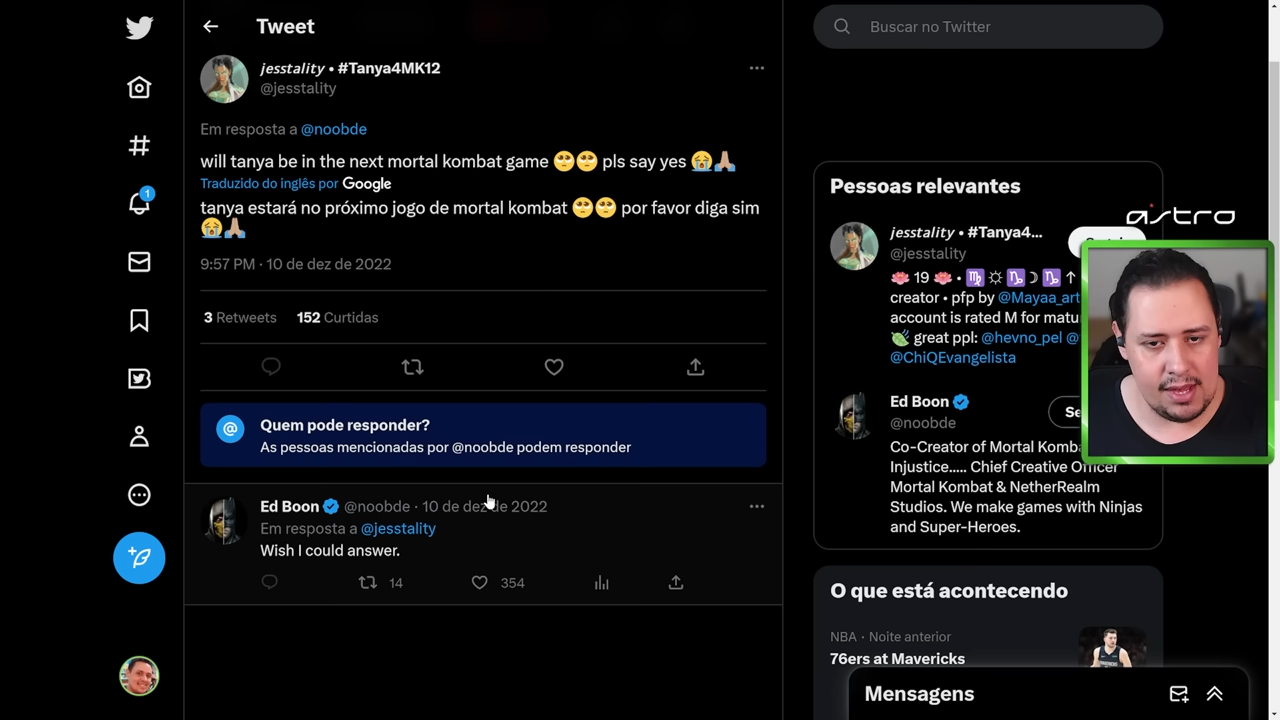 Tweet
jesstality • #Tanya4MK12
@jesstality
Em resposta a @noobde
will tanya be in the next mortal kombat game 🥺🥺 pls say yes 😭🙏🏽
Traduzido do inglês por Google
tanya estará no próximo jogo de mortal kombat 🥺🥺 por favor diga sim
😭🙏🏽
9:57 PM · 10 de dez de 2022
3 Retweets 152 Curtidas
@ Quem pode responder?
As pessoas mencionadas por @noobde podem responder
Ed Boon @noobde · 10 de dez de 2022
Em resposta a @jesstality
Wish I could answer.
14 354
1
Buscar no Twitter
Pessoas relevantes
astro
jesstality • #Tanya4...
@jesstality
🪷 19 🪷 • ♍ ☼ ♑ ☽ ♑ ↑
creator • pfp by @Mayaa_art
account is rated M for matu
🍃 great ppl: @hevno_pel @
@ChiQEvangelista
Ed Boon
@noobde
Co-Creator of Mortal Komba
Injustice..... Chief Creative Officer
Mortal Kombat & NetherRealm
Studios. We make games with Ninjas
and Super-Heroes.
O que está acontecendo
NBA · Noite anterior
76ers at Mavericks
Mensagens